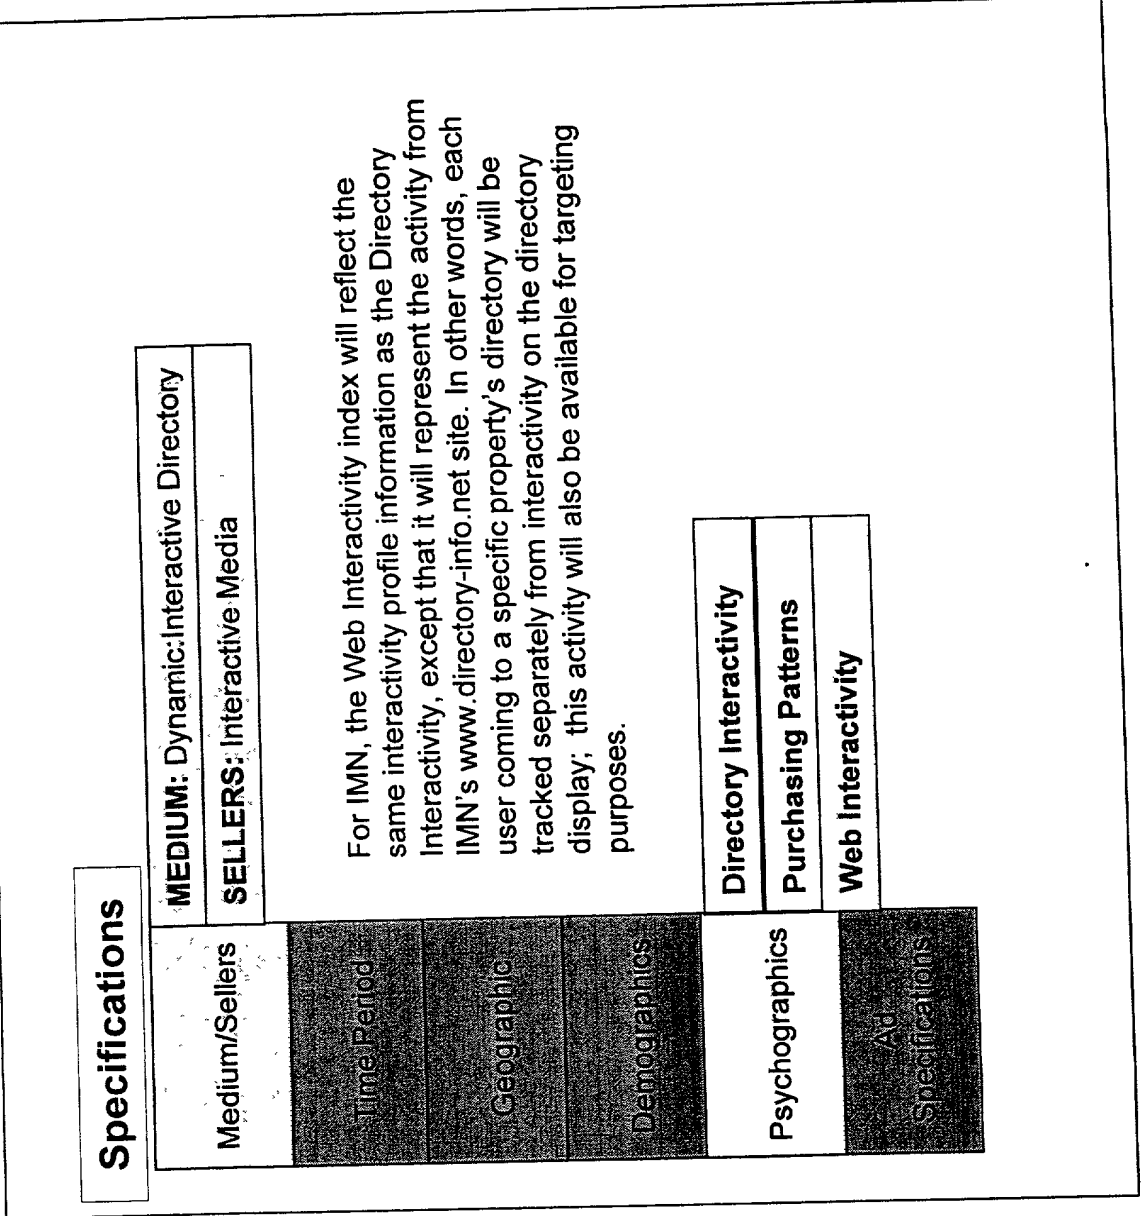 Specifications
Medium/Sellers
MEDIUM: Dynamic:Interactive Directory
SELLERS: Interactive Media
Time Period
Geographic
Demographics
For IMN, the Web Interactivity index will reflect the
same interactivity profile information as the Directory
Interactivity, except that it will represent the activity from
IMN's www.directory-info.net site. In other words, each
user coming to a specific property's directory will be
tracked separately from interactivity on the directory
display; this activity will also be available for targeting
purposes.
Psychographics
Directory Interactivity
Purchasing Patterns
Web Interactivity
Ad
Specifications